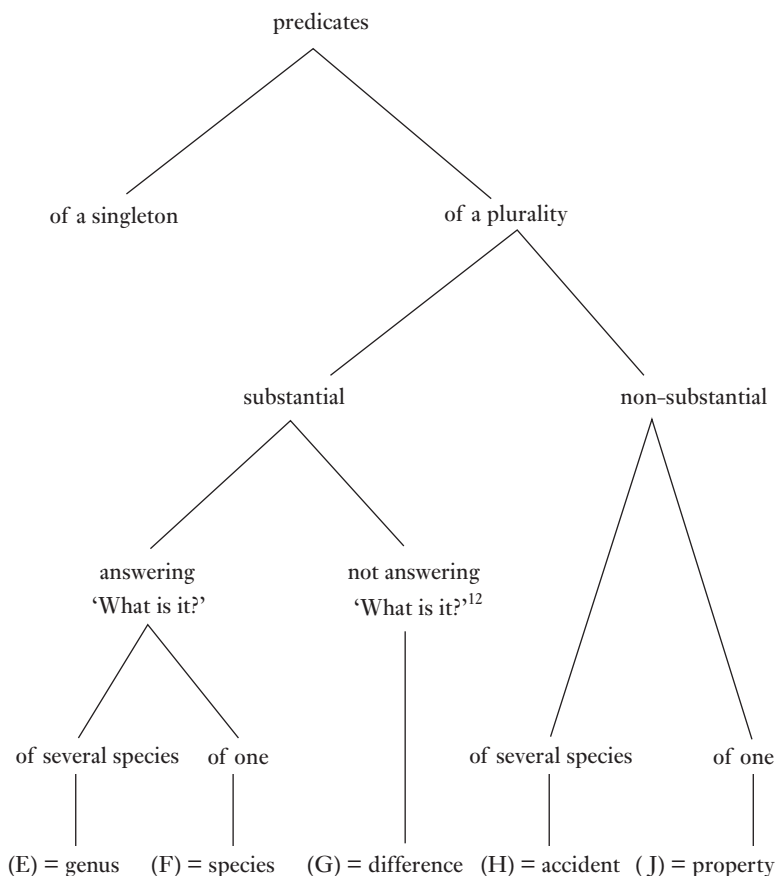 predicates
of a singleton
of a plurality
substantial
non-substantial
answering
‘What is it?’
not answering
‘What is it?’12
of several species
of one
of several species
of one
(E) = genus
(F) = species
(G) = difference
(H) = accident
( J) = property